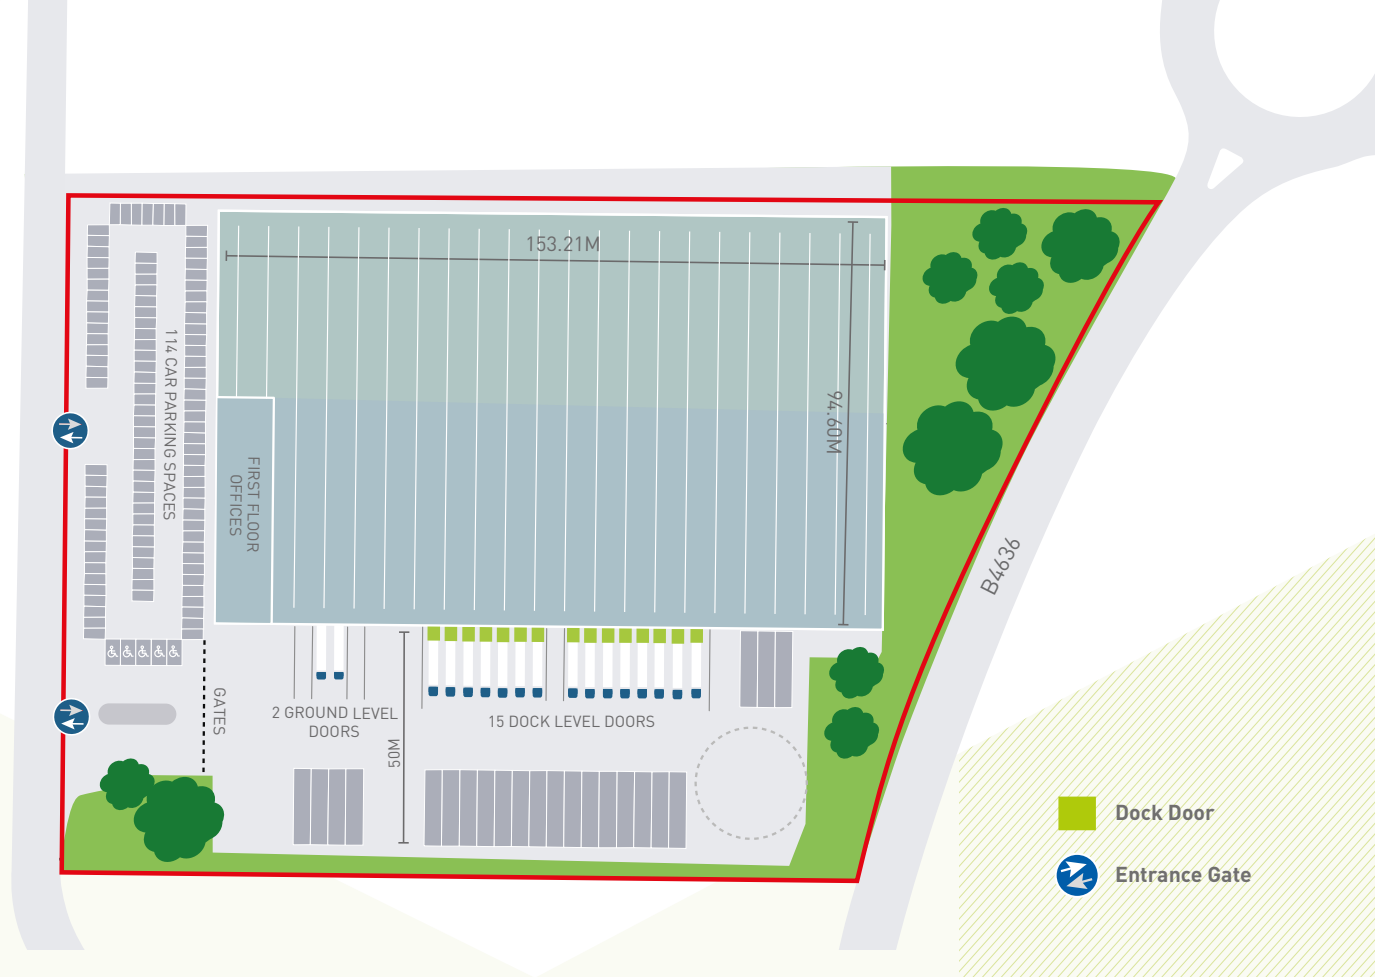 153.21M
94.60M
114 CAR PARKING SPACES
FIRST FLOOR
OFFICES
B4636
GATES
2 GROUND LEVEL
DOORS
50M
15 DOCK LEVEL DOORS
Dock Door
Entrance Gate